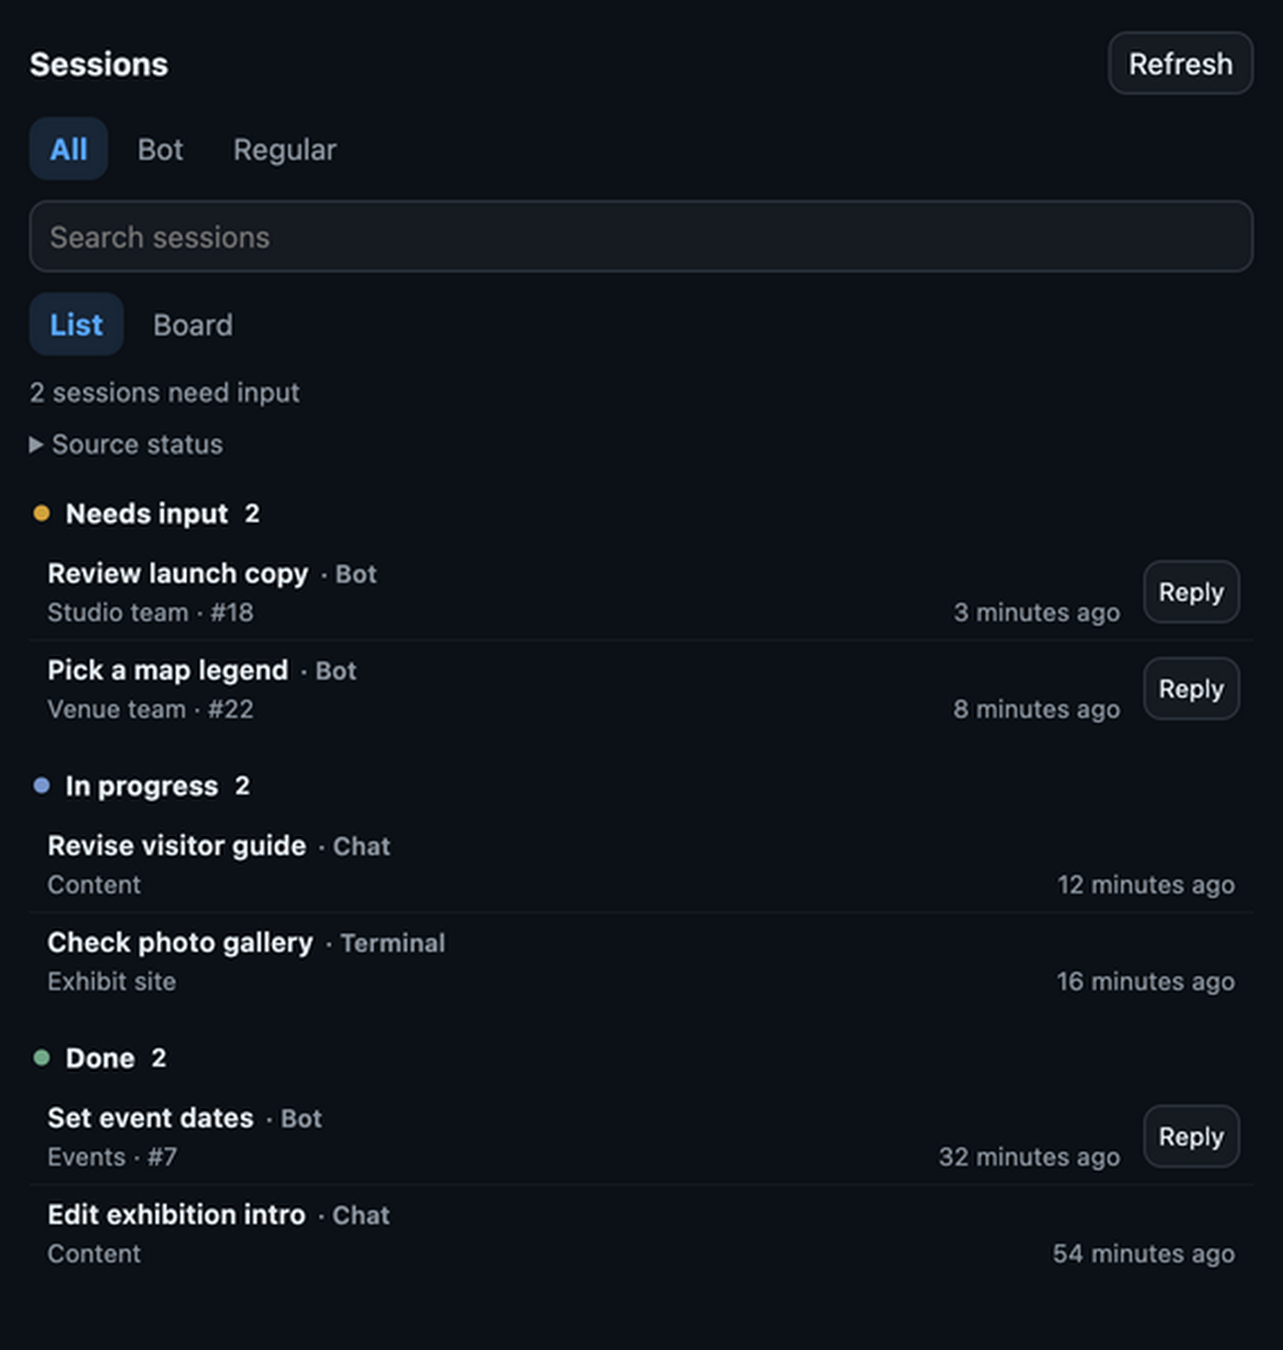 Sessions
Refresh
All
Bot
Regular
Search sessions
List
Board
2 sessions need input
Source status
Needs input 2
Review launch copy · Bot
Studio team · #18
3 minutes ago
Reply
Pick a map legend · Bot
Venue team · #22
8 minutes ago
Reply
In progress 2
Revise visitor guide · Chat
Content
12 minutes ago
Check photo gallery · Terminal
Exhibit site
16 minutes ago
Done 2
Set event dates · Bot
Events · #7
32 minutes ago
Reply
Edit exhibition intro · Chat
Content
54 minutes ago